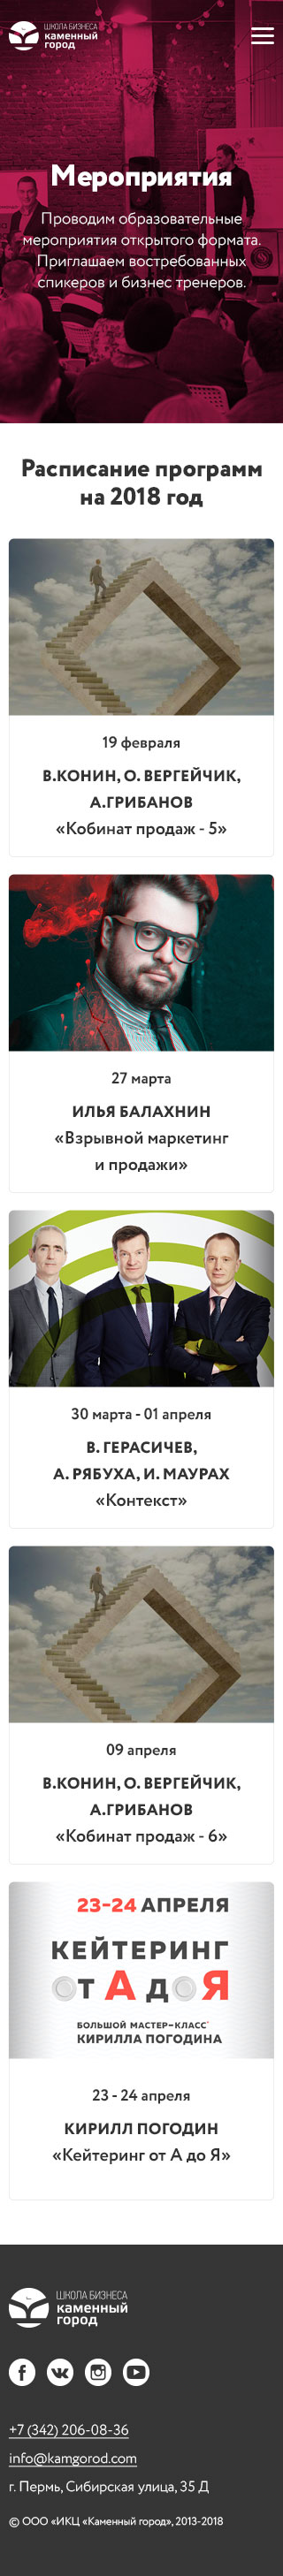 ШКОЛА БИЗНЕСА
каменный
город
Мероприятия
Проводим образовательные
мероприятия открытого формата.
Приглашаем востребованных
спикеров и бизнес тренеров.
Расписание программ
на 2018 год
19 февраля
В.КОНИН, О. ВЕРГЕЙЧИК,
А.ГРИБАНОВ
«Кобинат продаж - 5»
27 марта
ИЛЬЯ БАЛАХНИН
«Взрывной маркетинг
и продажи»
30 марта - 01 апреля
В. ГЕРАСИЧЕВ,
А. РЯБУХА, И. МАУРАХ
«Контекст»
09 апреля
В.КОНИН, О. ВЕРГЕЙЧИК,
А.ГРИБАНОВ
«Кобинат продаж - 6»
23-24 АПРЕЛЯ
КЕЙТЕРИНГ
от А до Я
БОЛЬШОЙ МАСТЕР-КЛАСС
КИРИЛЛА ПОГОДИНА
23 - 24 апреля
КИРИЛЛ ПОГОДИН
«Кейтеринг от А до Я»
ШКОЛА БИЗНЕСА
каменный
город
+7 (342) 206-08-36
info@kamgorod.com
г. Пермь, Сибирская улица, 35 Д
© ООО «ИКЦ «Каменный город», 2013-2018